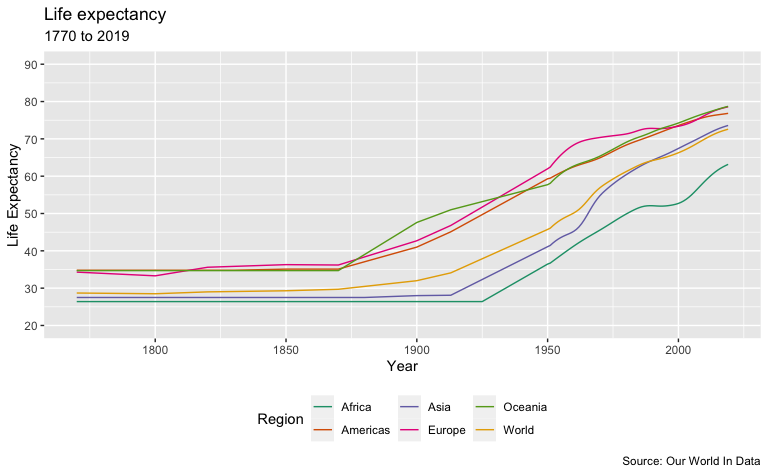 Life expectancy
1770 to 2019
Life Expectancy
90
80
70
60
50
40
30
20
1800 1850 1900 1950 2000
Year
Region
Africa Asia Oceania
Americas Europe World
Source: Our World In Data